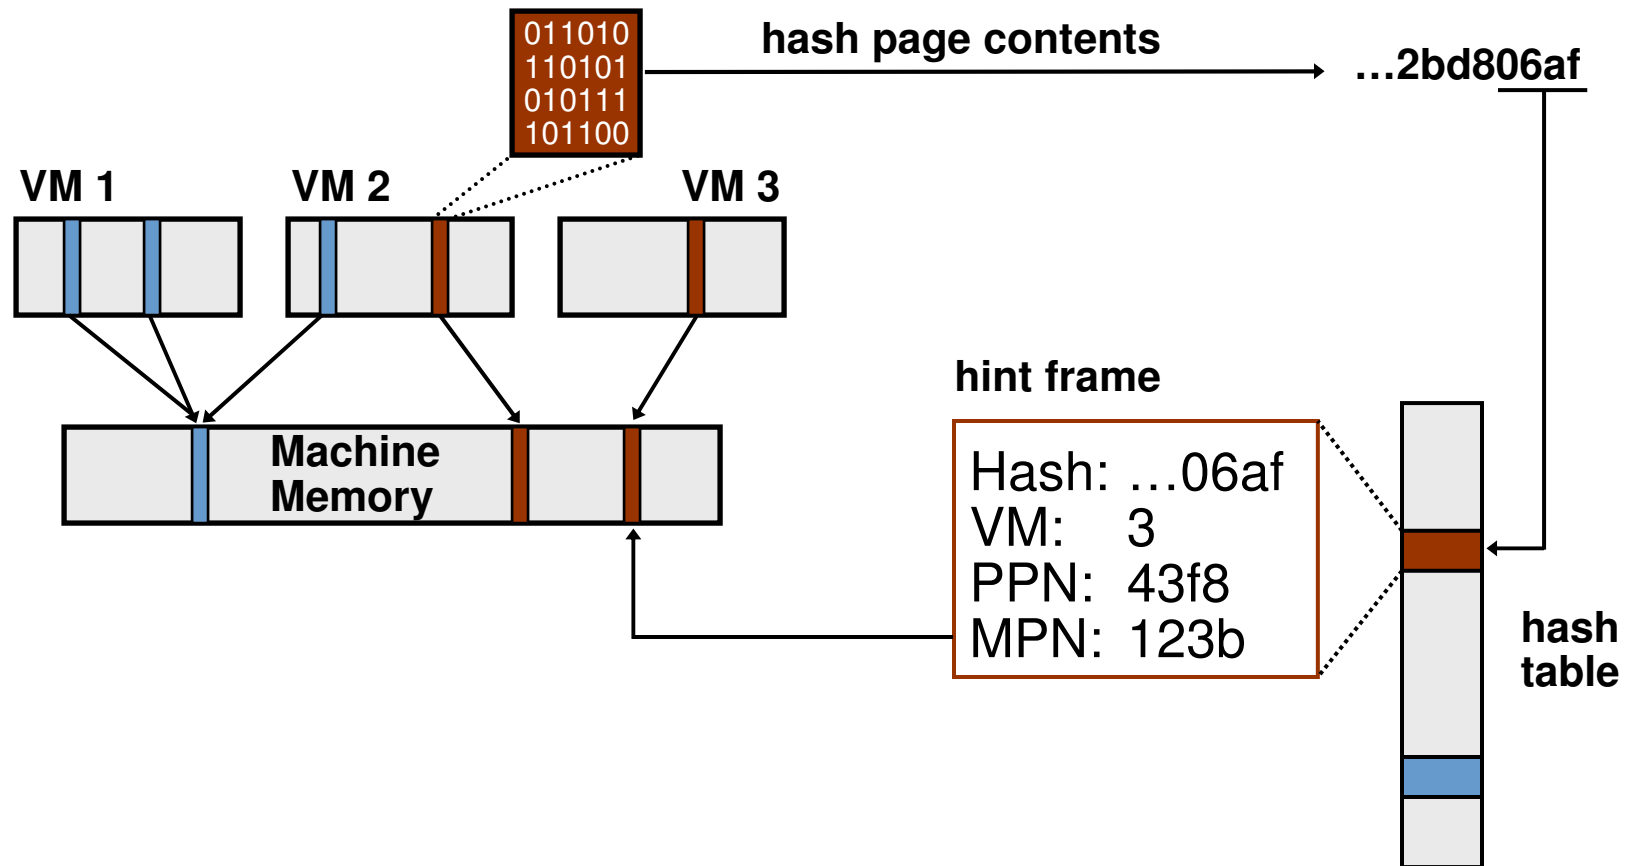 011010
110101
010111
101100
hash page contents
...2bd806af
VM 1
VM 2
VM 3
Machine
Memory
hint frame
Hash: ...06af
VM: 3
PPN: 43f8
MPN: 123b
hash
table